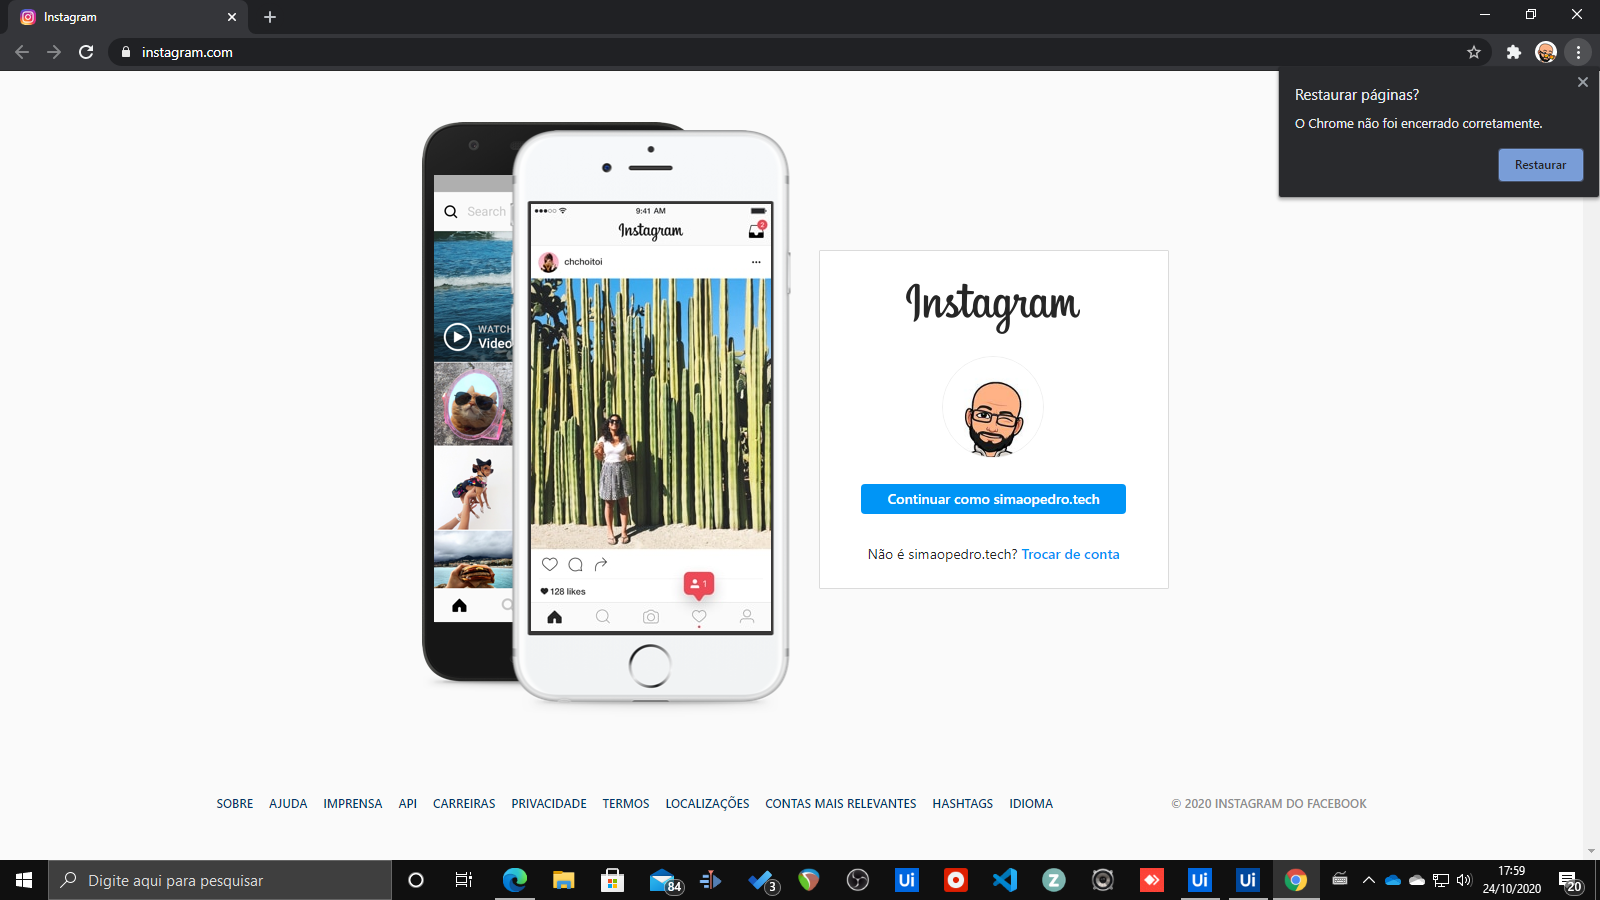 Instagram
instagram.com
Restaurar páginas?
O Chrome não foi encerrado corretamente.
Restaurar
Search
WATCH
Video
9:41 AM
Instagram
2
chchoitoi
1
128 likes
Instagram
Continuar como simaopedro.tech
Não é simaopedro.tech? Trocar de conta
SOBRE AJUDA IMPRENSA API CARREIRAS PRIVACIDADE TERMOS LOCALIZAÇÕES CONTAS MAIS RELEVANTES HASHTAGS IDIOMA © 2020 INSTAGRAM DO FACEBOOK
Digite aqui para pesquisar
84
3
Ui
Z
Ui
Ui
17:59
24/10/2020
20